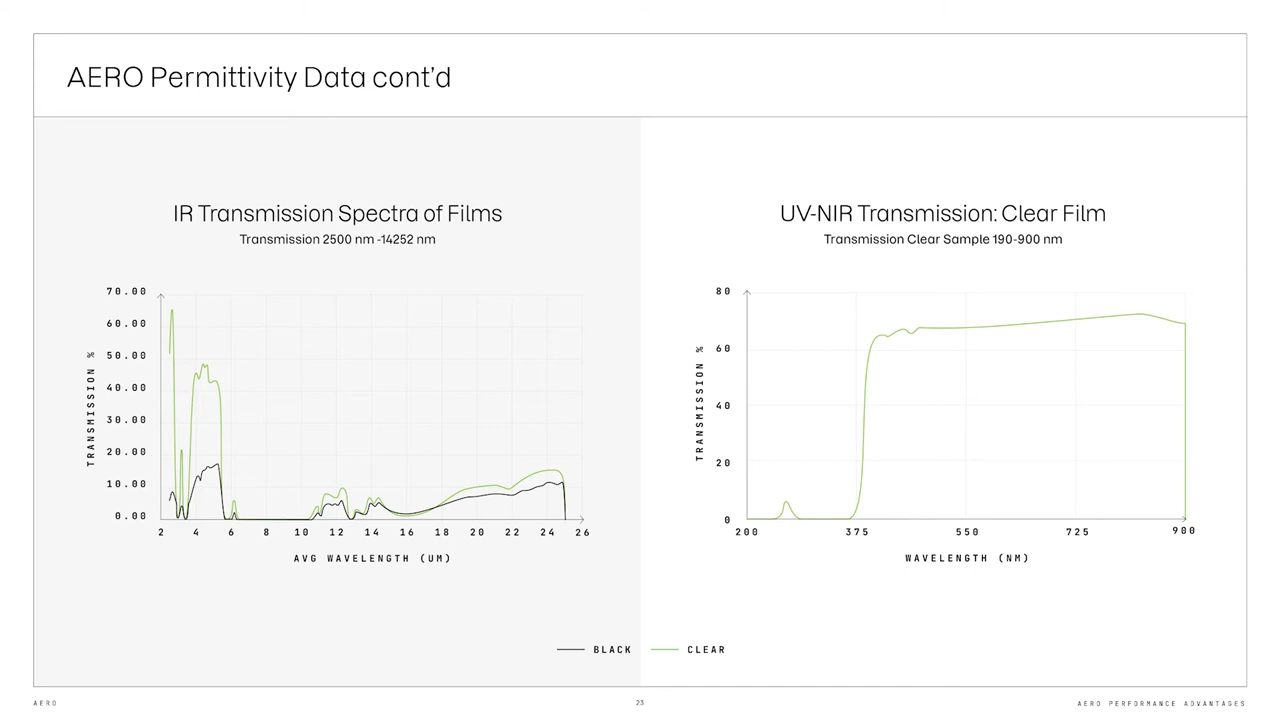 AERO Permittivity Data cont'd
IR Transmission Spectra of Films
Transmission 2500 nm -14252 nm
TRANSMISSION %
70.00
60.00
50.00
40.00
30.00
20.00
10.00
0.00
2 4 6 8 10 12 14 16 18 20 22 24 26
AVG WAVELENGTH (UM)
UV-NIR Transmission: Clear Film
Transmission Clear Sample 190-900 nm
TRANSMISSION %
80
60
40
20
0
200 375 550 725 900
WAVELENGTH (NM)
BLACK CLEAR
AERO 23 AERO PERFORMANCE ADVANTAGES